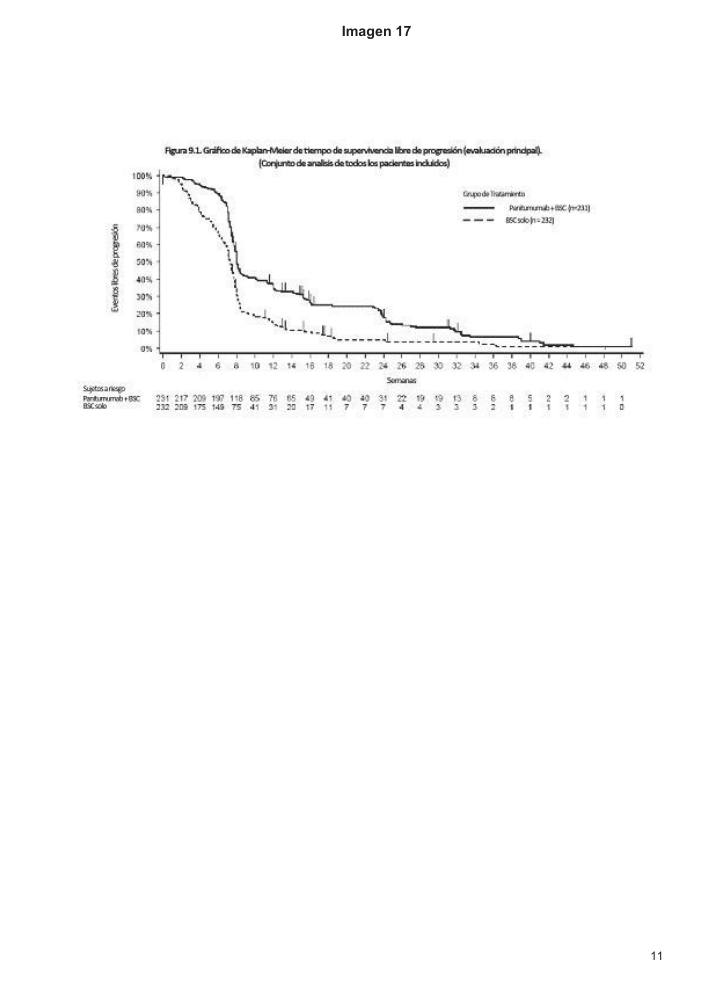 Imagen 17
Figura 9.1. Gráfico de Kaplan-Meier de tiempo de supervivencia libre de progresión (evaluación principal).
(Conjunto de analisis de todos los pacientes incluidos)
Grupo de Tratamiento
Panitumumab + BSC (n=231)
BSC solo (n = 232)
Eventos libres de progresión
100%
90%
80%
70%
60%
50%
40%
30%
20%
10%
0%
0 2 4 6 8 10 12 14 16 18 20 22 24 26 28 30 32 34 36 38 40 42 44 46 48 50 52
Semanas
Sujetos a riesgo
Panitumumab + BSC 231 217 209 197 118 85 76 65 49 41 40 40 31 22 19 19 13 8 8 8 5 2 2 1 1 1
BSC solo 232 209 175 149 75 41 31 20 17 11 7 7 7 4 4 3 3 3 2 1 1 1 1 1 1 0
11